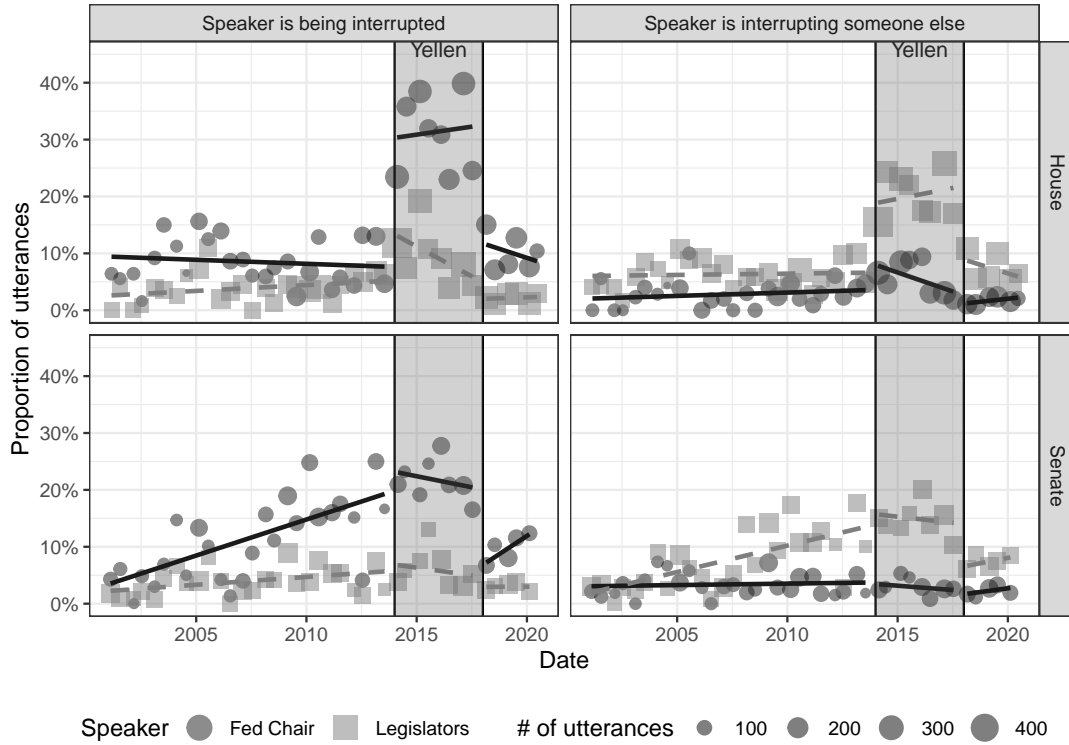 Speaker is being interrupted
Speaker is interrupting someone else
Yellen
Yellen
40%
30%
20%
10%
0%
House
40%
30%
20%
10%
0%
Senate
Proportion of utterances
2005 2010 2015 2020
2005 2010 2015 2020
Date
Speaker Fed Chair Legislators # of utterances 100 200 300 400